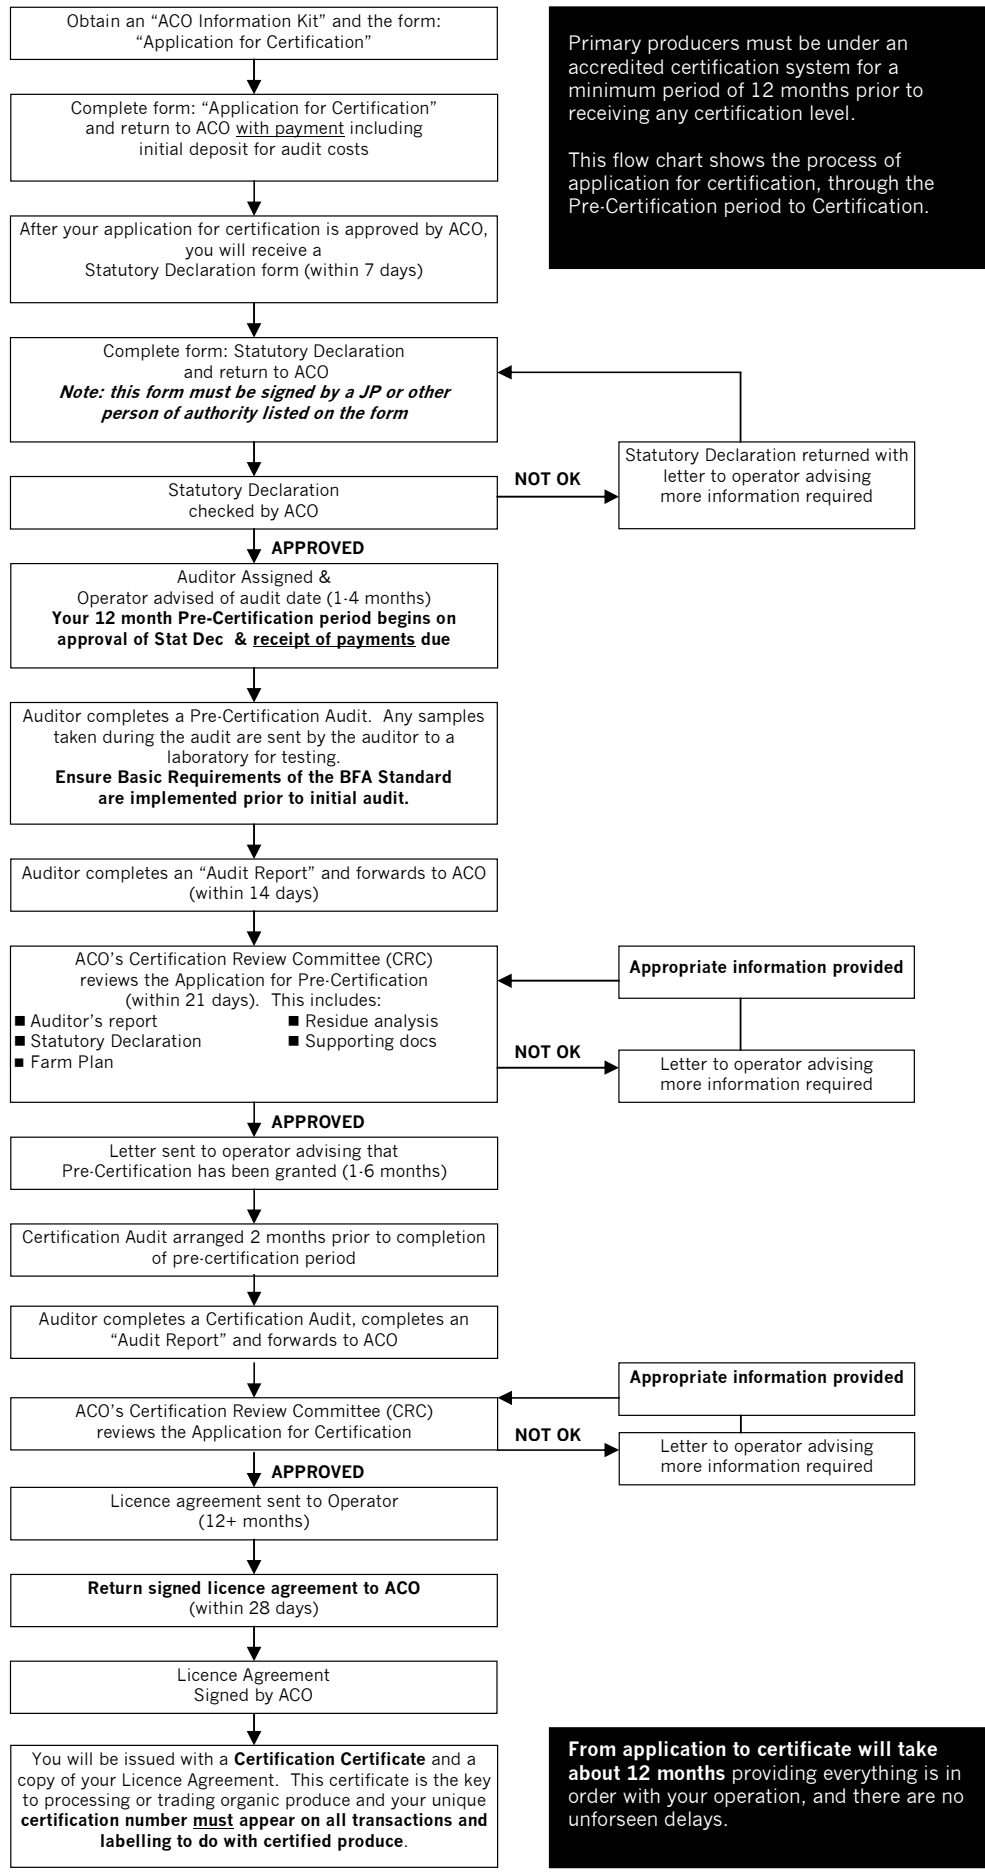 Obtain an “ACO Information Kit” and the form:
“Application for Certification”
Primary producers must be under an
accredited certification system for a
minimum period of 12 months prior to
receiving any certification level.
This flow chart shows the process of
application for certification, through the
Pre-Certification period to Certification.
Complete form: “Application for Certification”
and return to ACO with payment including
initial deposit for audit costs
After your application for certification is approved by ACO,
you will receive a
Statutory Declaration form (within 7 days)
Complete form: Statutory Declaration
and return to ACO
Note: this form must be signed by a JP or other
person of authority listed on the form
Statutory Declaration returned with
letter to operator advising
more information required
NOT OK
Statutory Declaration
checked by ACO
APPROVED
Auditor Assigned &
Operator advised of audit date (1-4 months)
Your 12 month Pre-Certification period begins on
approval of Stat Dec & receipt of payments due
Auditor completes a Pre-Certification Audit. Any samples
taken during the audit are sent by the auditor to a
laboratory for testing.
Ensure Basic Requirements of the BFA Standard
are implemented prior to initial audit.
Auditor completes an “Audit Report” and forwards to ACO
(within 14 days)
ACO’s Certification Review Committee (CRC)
reviews the Application for Pre-Certification
(within 21 days). This includes:
■ Auditor’s report ■ Residue analysis
■ Statutory Declaration ■ Supporting docs
■ Farm Plan
Appropriate information provided
NOT OK
Letter to operator advising
more information required
APPROVED
Letter sent to operator advising that
Pre-Certification has been granted (1-6 months)
Certification Audit arranged 2 months prior to completion
of pre-certification period
Auditor completes a Certification Audit, completes an
“Audit Report” and forwards to ACO
Appropriate information provided
ACO’s Certification Review Committee (CRC)
reviews the Application for Certification
NOT OK
Letter to operator advising
more information required
APPROVED
Licence agreement sent to Operator
(12+ months)
Return signed licence agreement to ACO
(within 28 days)
Licence Agreement
Signed by ACO
You will be issued with a Certification Certificate and a
copy of your Licence Agreement. This certificate is the key
to processing or trading organic produce and your unique
certification number must appear on all transactions and
labelling to do with certified produce.
From application to certificate will take
about 12 months providing everything is in
order with your operation, and there are no
unforseen delays.